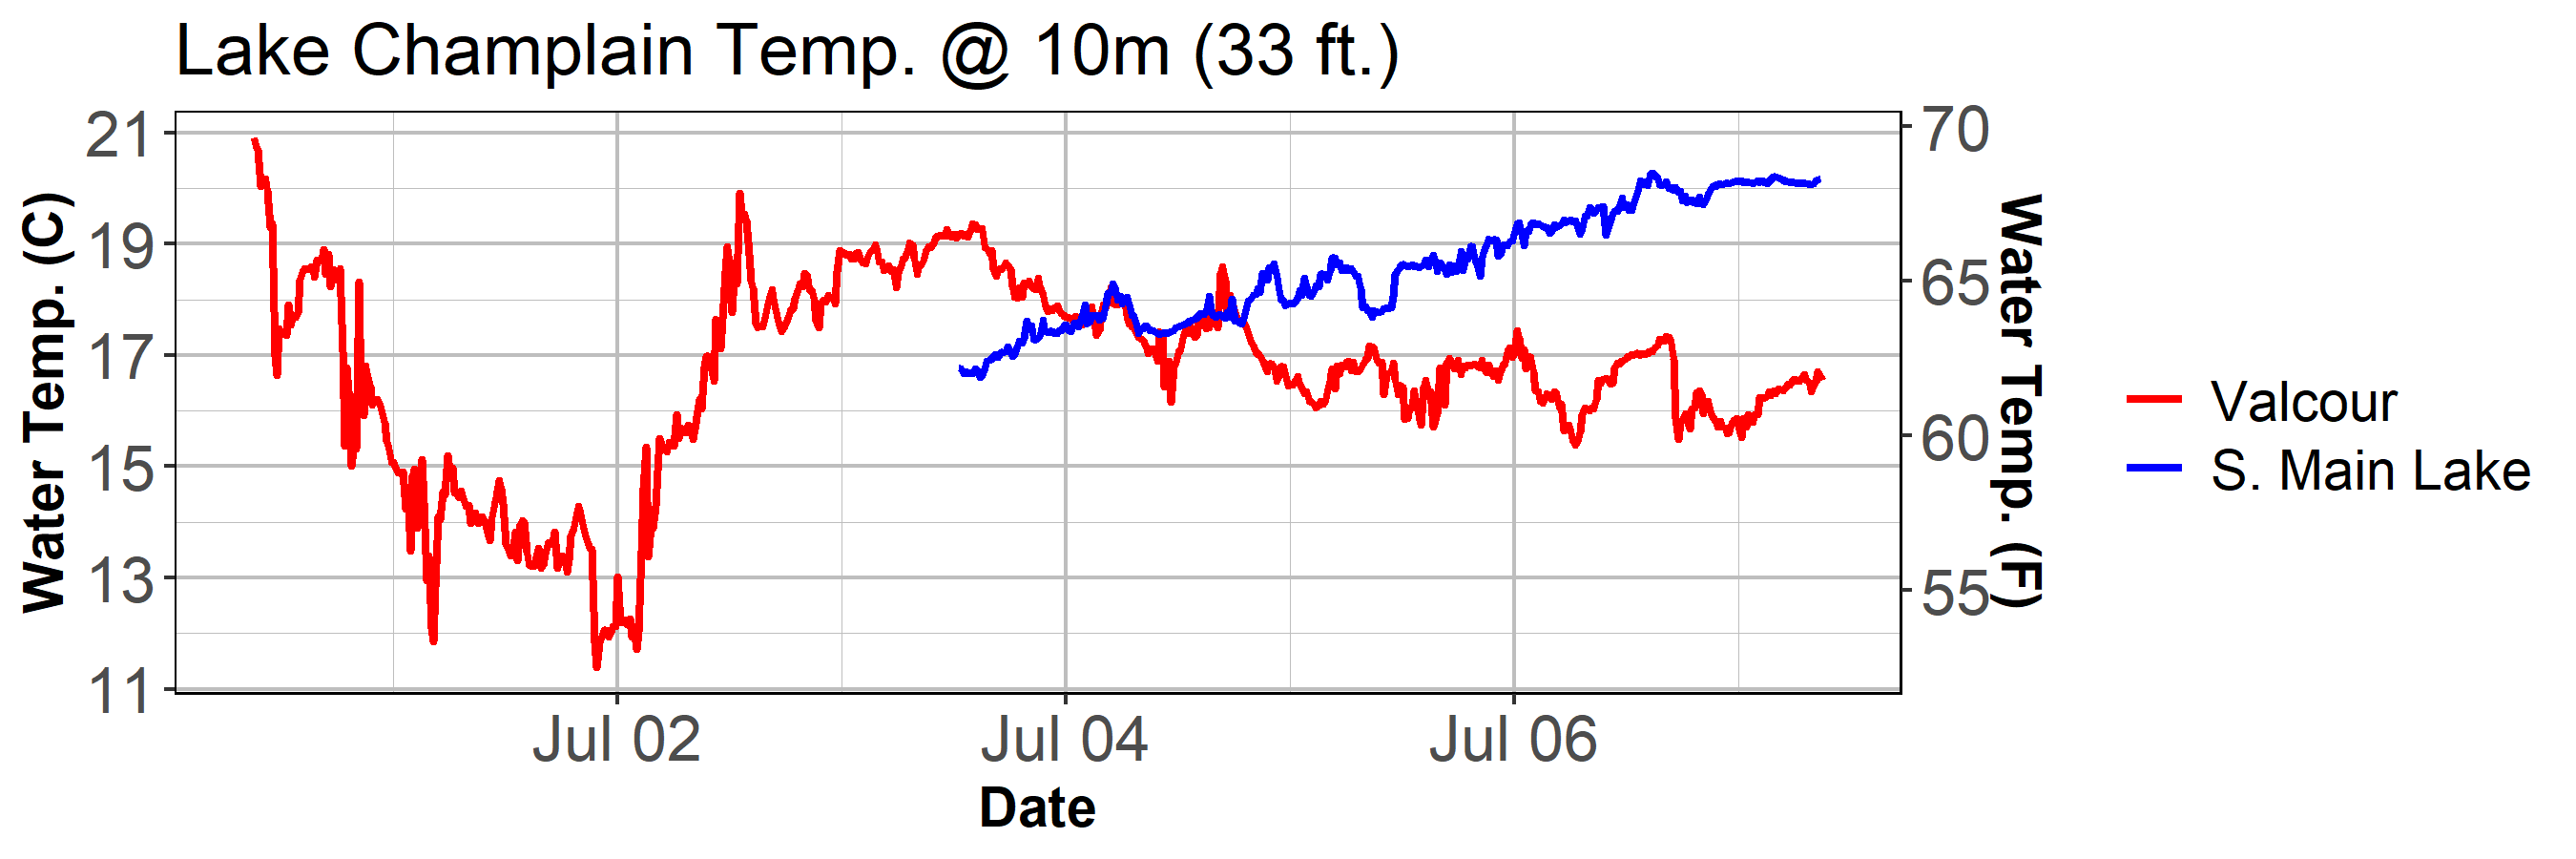 Lake Champlain Temp. @ 10m (33 ft.)
Water Temp. (C)
21
19
17
15
13
11
70
65
60
55
Water Temp. (F)
Jul 02
Jul 04
Jul 06
Date
Valcour
S. Main Lake